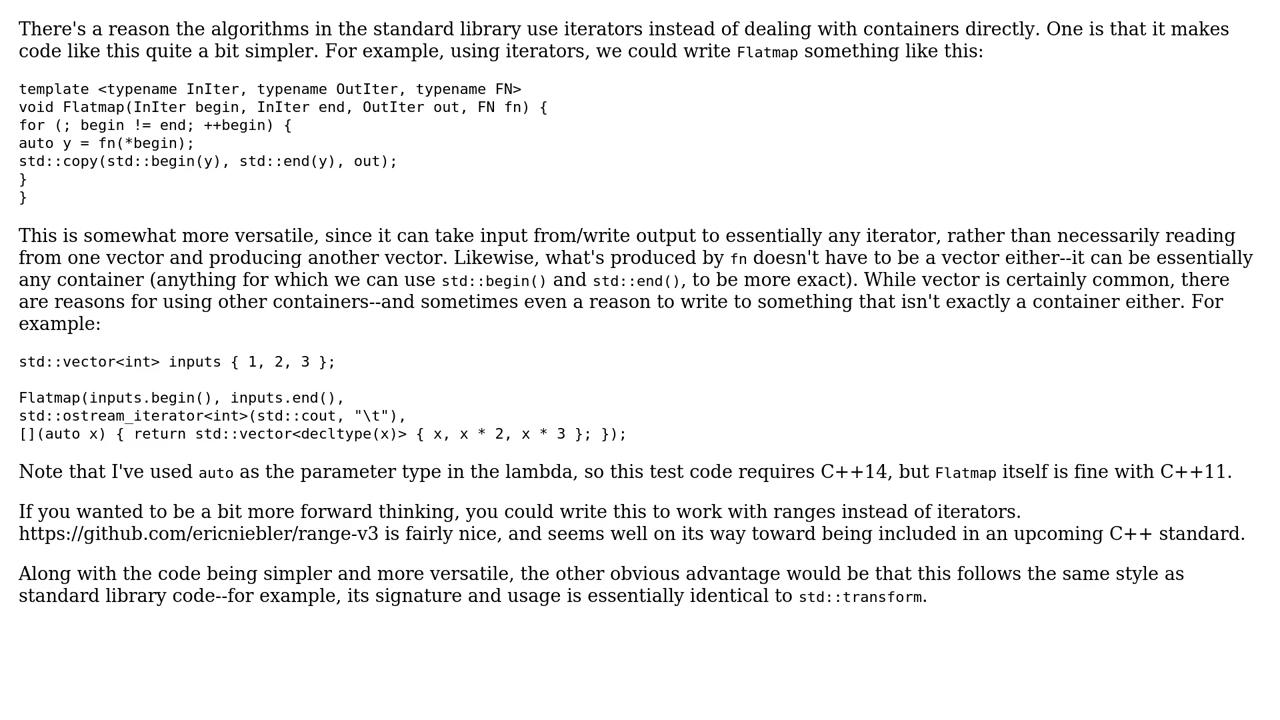 There's a reason the algorithms in the standard library use iterators instead of dealing with containers directly. One is that it makes
code like this quite a bit simpler. For example, using iterators, we could write Flatmap something like this:
template <typename InIter, typename OutIter, typename FN>
void Flatmap(InIter begin, InIter end, OutIter out, FN fn) {
for (; begin != end; ++begin) {
auto y = fn(*begin);
std::copy(std::begin(y), std::end(y), out);
}
}
This is somewhat more versatile, since it can take input from/write output to essentially any iterator, rather than necessarily reading
from one vector and producing another vector. Likewise, what's produced by fn doesn't have to be a vector either--it can be essentially
any container (anything for which we can use std::begin() and std::end(), to be more exact). While vector is certainly common, there
are reasons for using other containers--and sometimes even a reason to write to something that isn't exactly a container either. For
example:
std::vector<int> inputs { 1, 2, 3 };
Flatmap(inputs.begin(), inputs.end(),
std::ostream_iterator<int>(std::cout, "\t"),
[](auto x) { return std::vector<decltype(x)> { x, x * 2, x * 3 }; });
Note that I've used auto as the parameter type in the lambda, so this test code requires C++14, but Flatmap itself is fine with C++11.
If you wanted to be a bit more forward thinking, you could write this to work with ranges instead of iterators.
https://github.com/ericniebler/range-v3 is fairly nice, and seems well on its way toward being included in an upcoming C++ standard.
Along with the code being simpler and more versatile, the other obvious advantage would be that this follows the same style as
standard library code--for example, its signature and usage is essentially identical to std::transform.